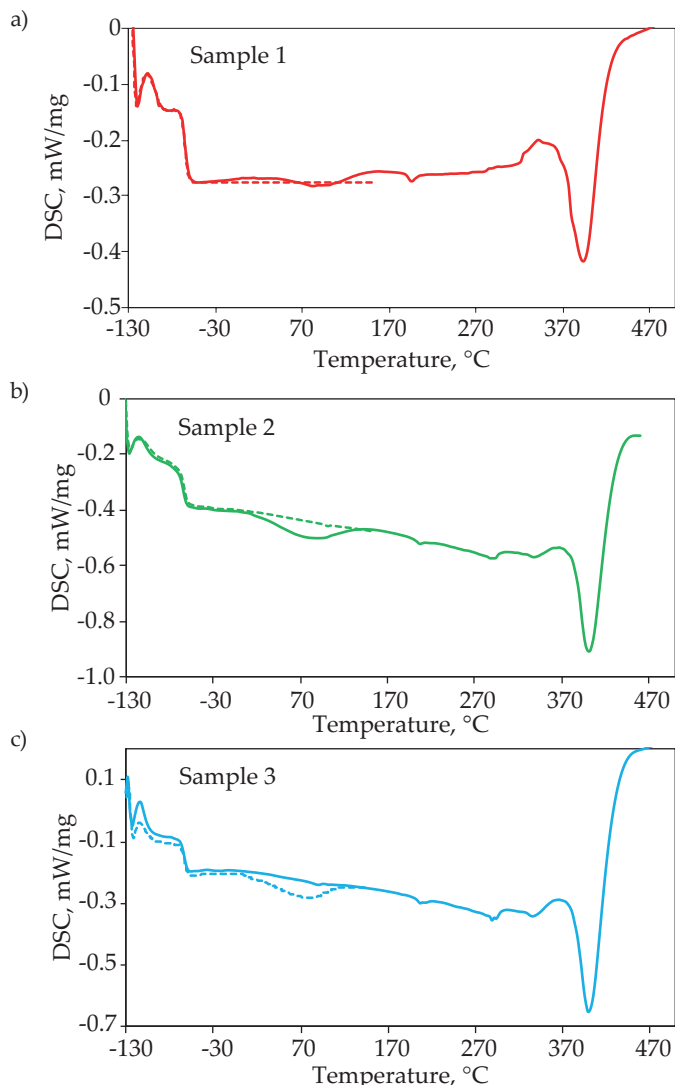 a)
Sample 1
0
-0.1
-0.2
-0.3
-0.4
-0.5
DSC, mW/mg
-130 -30 70 170 270 370 470
Temperature, °C
b)
Sample 2
0
-0.2
-0.4
-0.6
-0.8
-1.0
DSC, mW/mg
-130 -30 70 170 270 370 470
Temperature, °C
c)
Sample 3
0.1
-0.1
-0.3
-0.5
-0.7
DSC, mW/mg
-130 -30 70 170 270 370 470
Temperature, °C